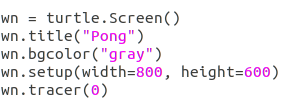 wn = turtle.Screen()
wn.title("Pong")
wn.bgcolor("gray")
wn.setup(width=800, height=600)
wn.tracer(0)